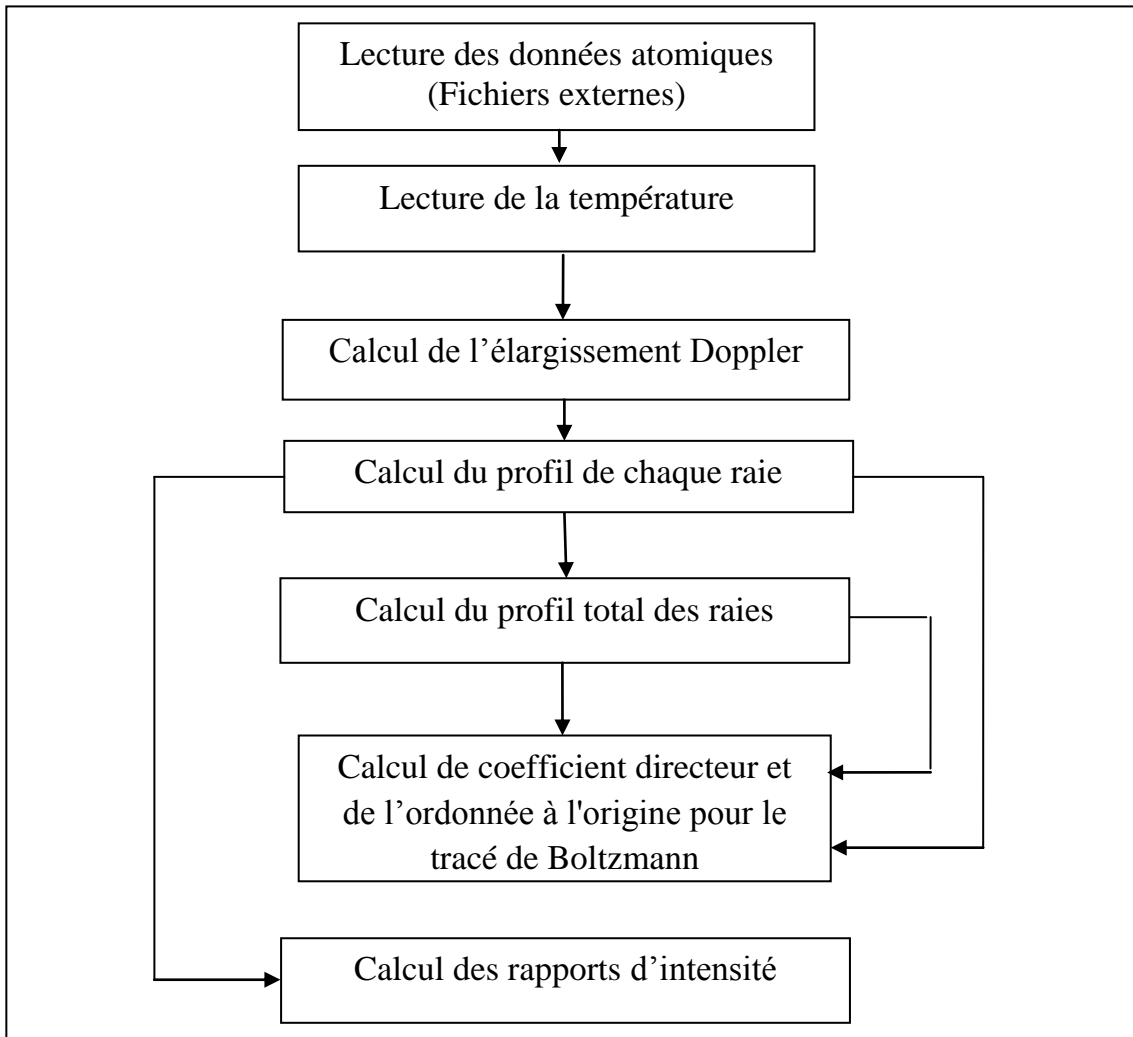 Lecture des données atomiques
(Fichiers externes)
Lecture de la température
Calcul de l’élargissement Doppler
Calcul du profil de chaque raie
Calcul du profil total des raies
Calcul de coefficient directeur et
de l’ordonnée à l'origine pour le
tracé de Boltzmann
Calcul des rapports d’intensité